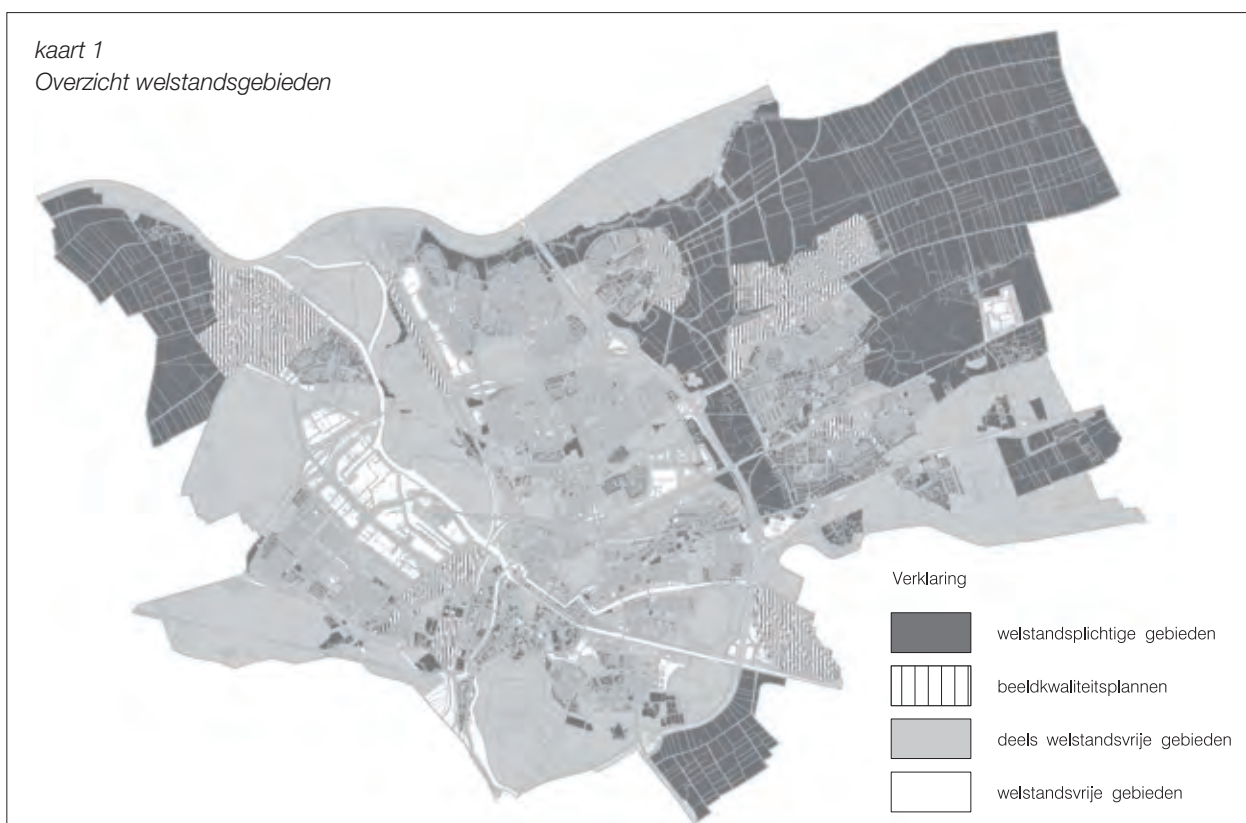 kaart 1
Overzicht welstandsgebieden
Verklaring
welstandsplichtige gebieden
beeldkwaliteitsplannen
deels welstandsvrije gebieden
welstandsvrije gebieden